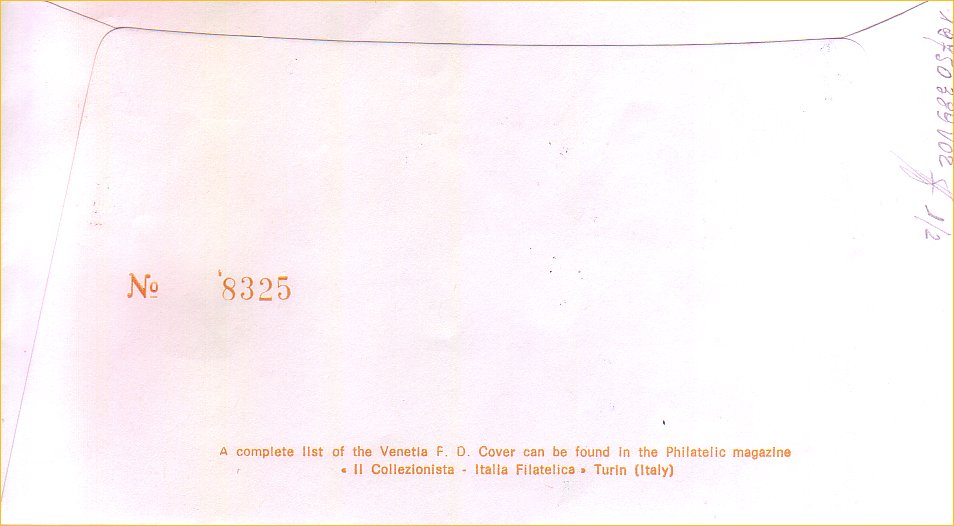 No 8325
A complete list of the Venetia F. D. Cover can be found in the Philatelic magazine
« Il Collezionista - Italia Filatelica » Turin (Italy)